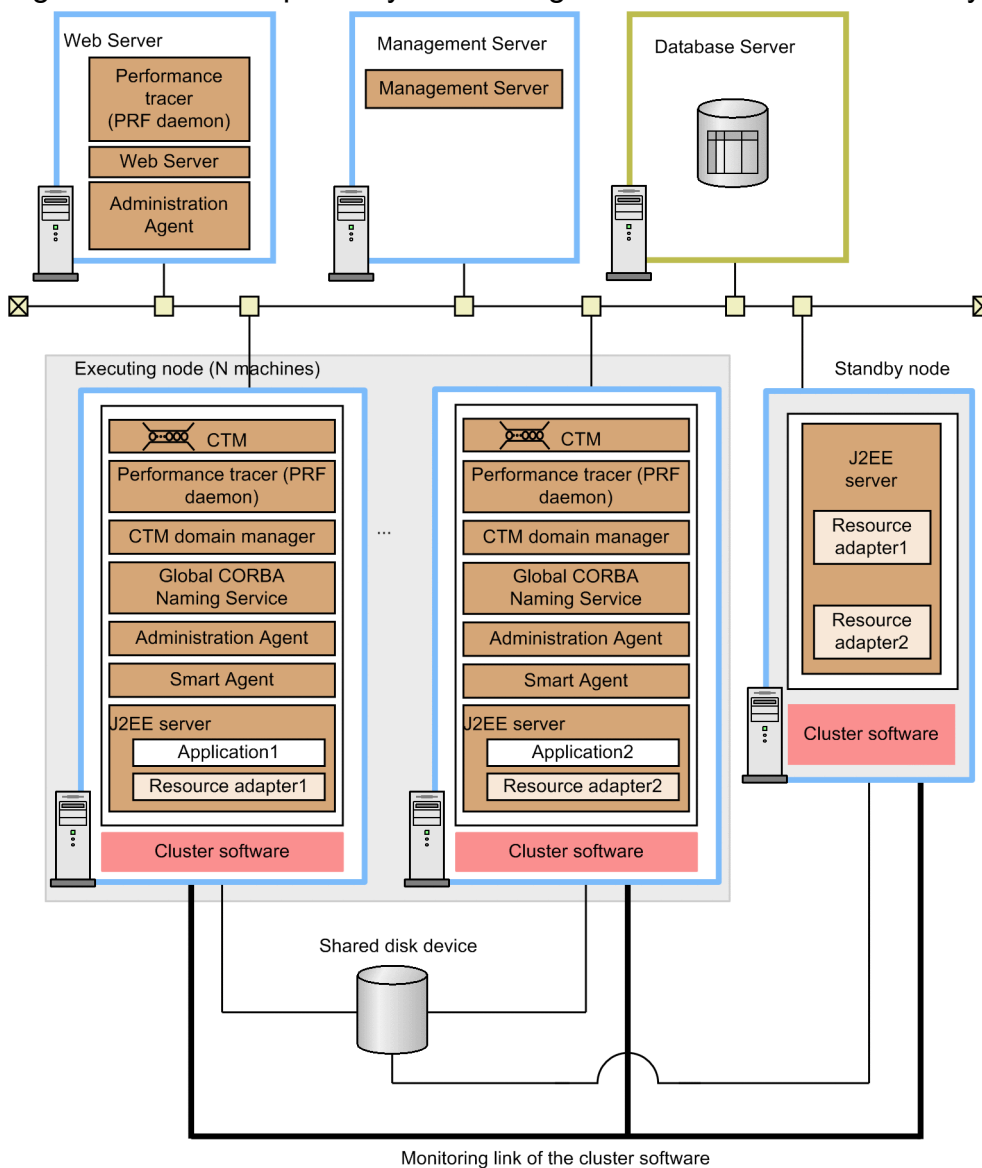 Web Server
Performance
tracer
(PRF daemon)
Web Server
Administration
Agent
Management Server
Management Server
Database Server
Executing node (N machines)
CTM
Performance tracer (PRF
daemon)
CTM domain manager
Global CORBA
Naming Service
Administration Agent
Smart Agent
J2EE server
Application1
Resource adapter1
Cluster software
...
CTM
Performance tracer (PRF
daemon)
CTM domain manager
Global CORBA
Naming Service
Administration Agent
Smart Agent
J2EE server
Application2
Resource adapter2
Cluster software
Standby node
J2EE
server
Resource
adapter1
Resource
adapter2
Cluster software
Shared disk device
Monitoring link of the cluster software